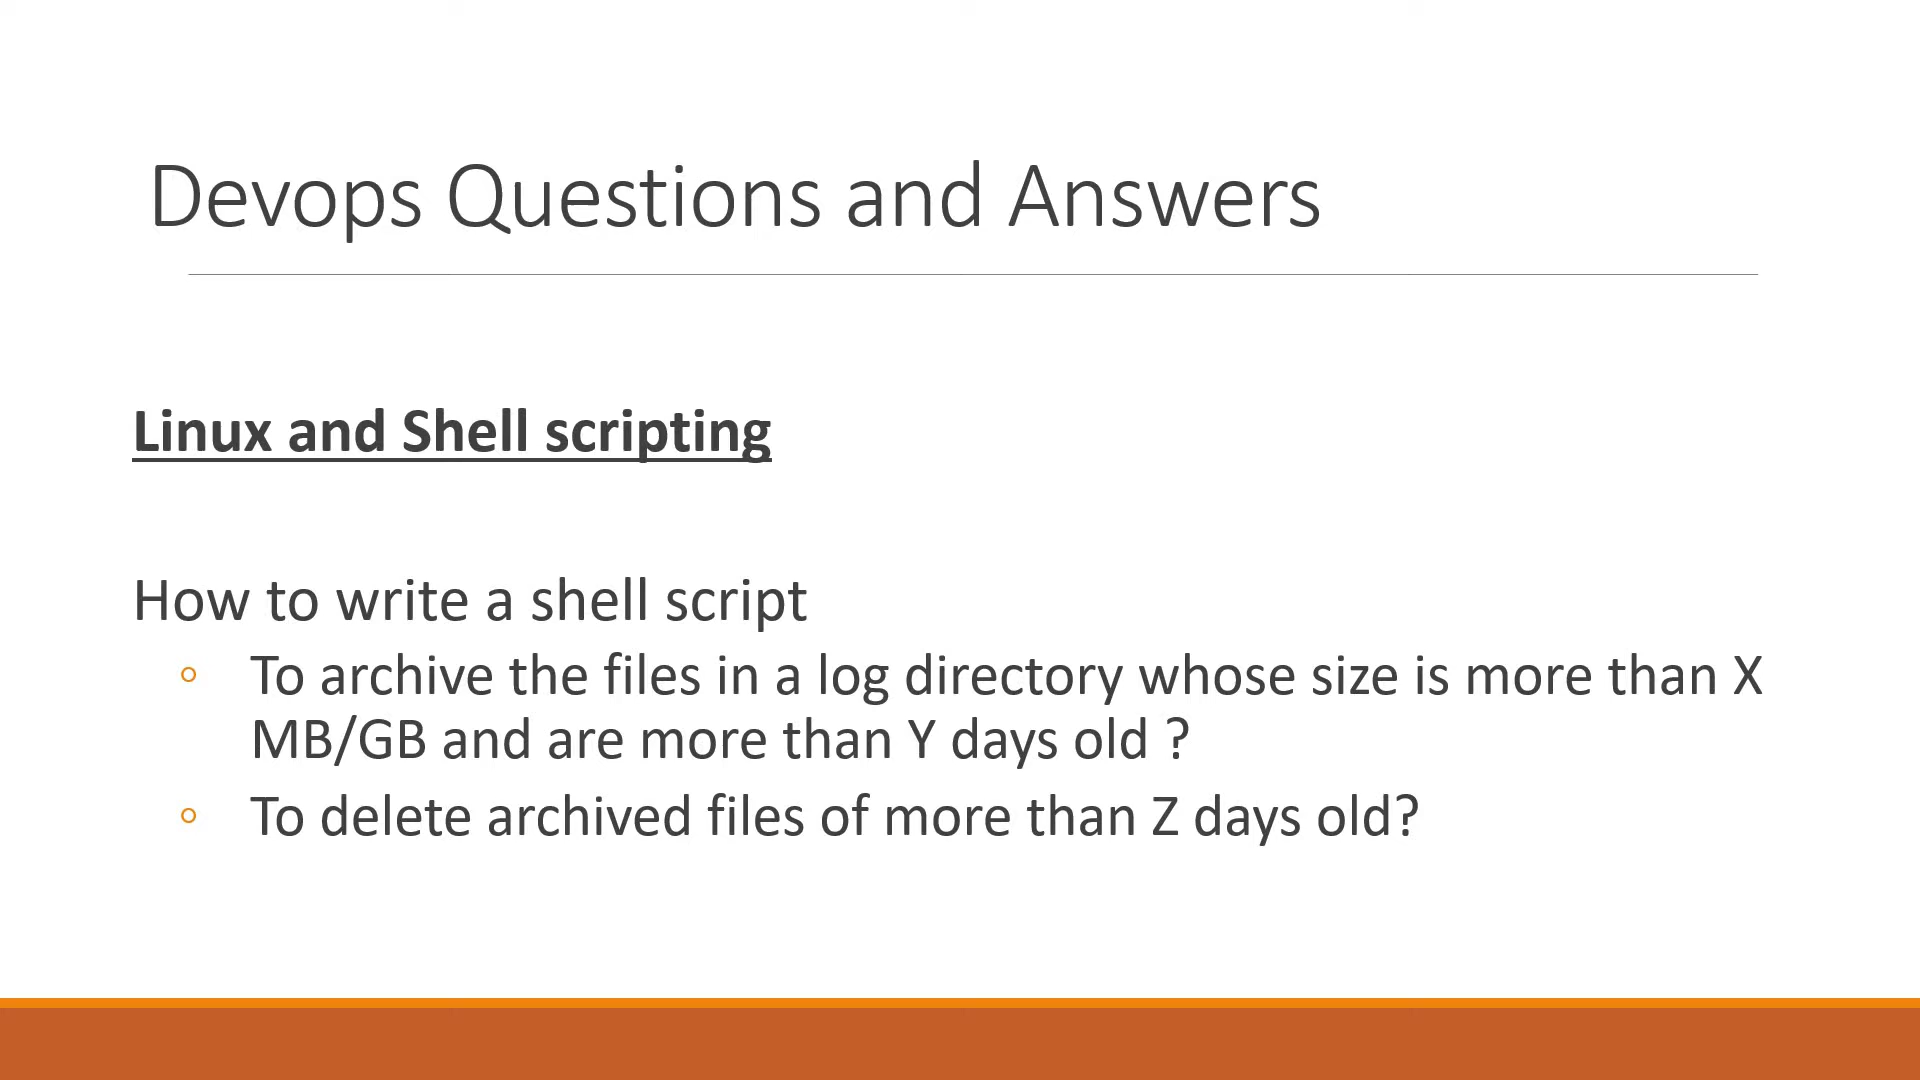 Devops Questions and Answers
Linux and Shell scripting
How to write a shell script
To archive the files in a log directory whose size is more than X
MB/GB and are more than Y days old ?
To delete archived files of more than Z days old?